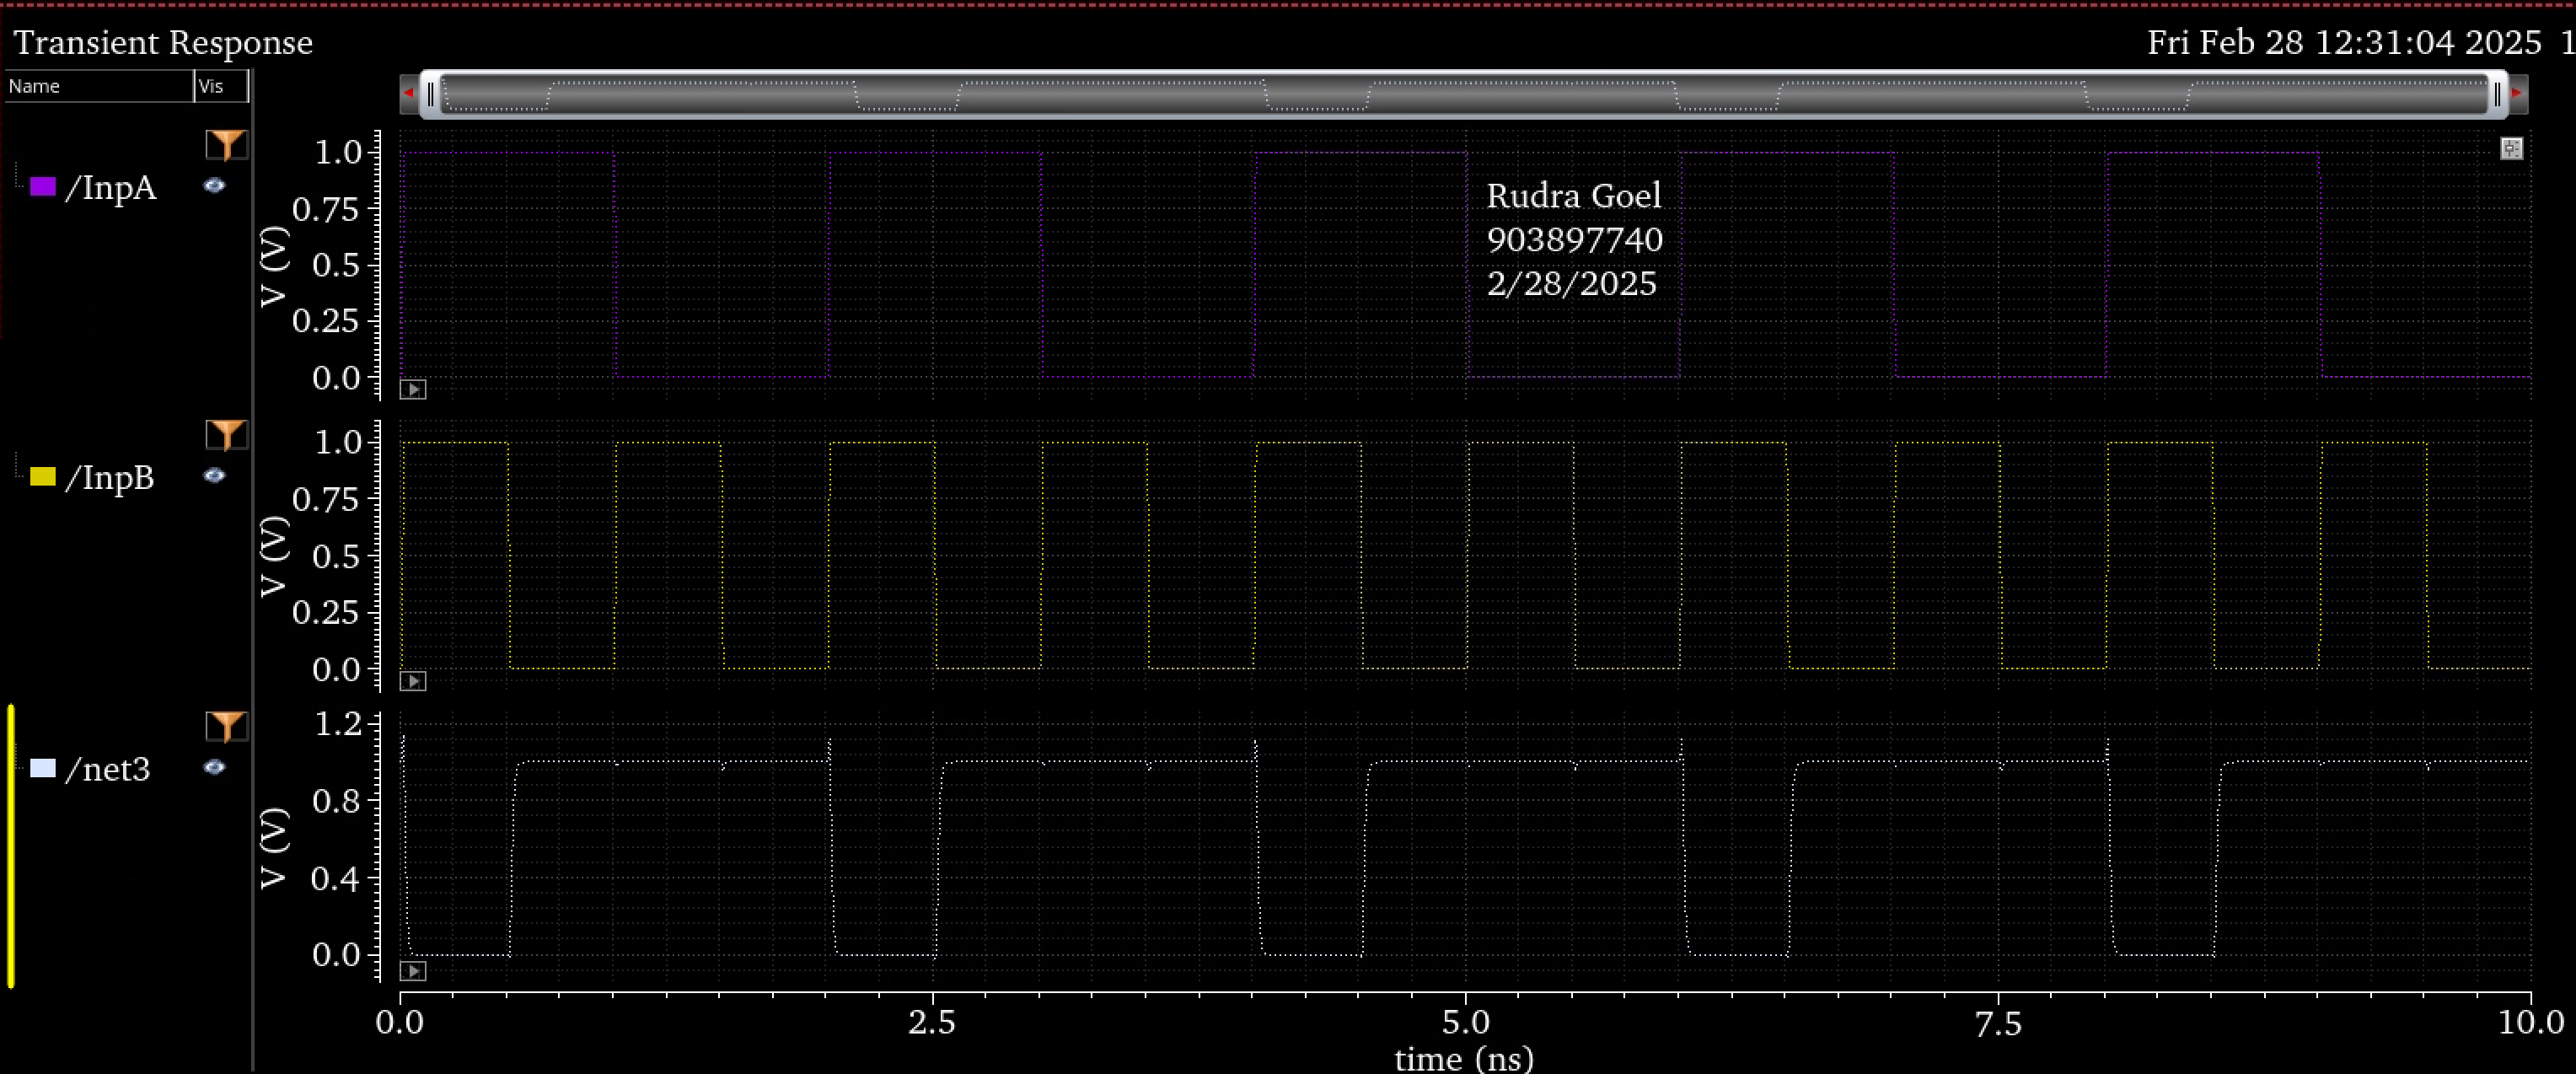 Transient Response
Fri Feb 28 12:31:04 2025 1
Name Vis
/InpA
1.0
0.75
0.5
0.25
0.0
V (V)
Rudra Goel
903897740
2/28/2025
/InpB
1.0
0.75
0.5
0.25
0.0
V (V)
/net3
1.2
0.8
0.4
0.0
V (V)
0.0 2.5 5.0 7.5 10.0
time (ns)